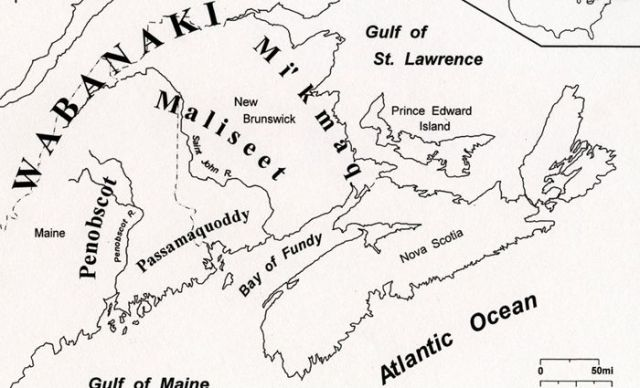 WABANAKI
Mi'kmaq
Gulf of
St. Lawrence
Maliseet
New
Brunswick
Prince Edward
Island
Saint
John R.
Penobscot
Penobscot R.
Maine
Passamaquoddy
Bay of Fundy
Nova Scotia
Atlantic Ocean
Gulf of Maine
0 50mi